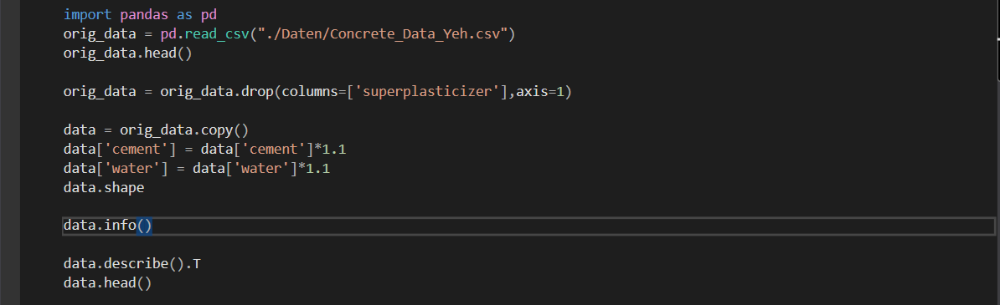 import pandas as pd
orig_data = pd.read_csv("./Daten/Concrete_Data_Yeh.csv")
orig_data.head()
orig_data = orig_data.drop(columns=['superplasticizer'],axis=1)
data = orig_data.copy()
data['cement'] = data['cement']*1.1
data['water'] = data['water']*1.1
data.shape
data.info()
data.describe().T
data.head()